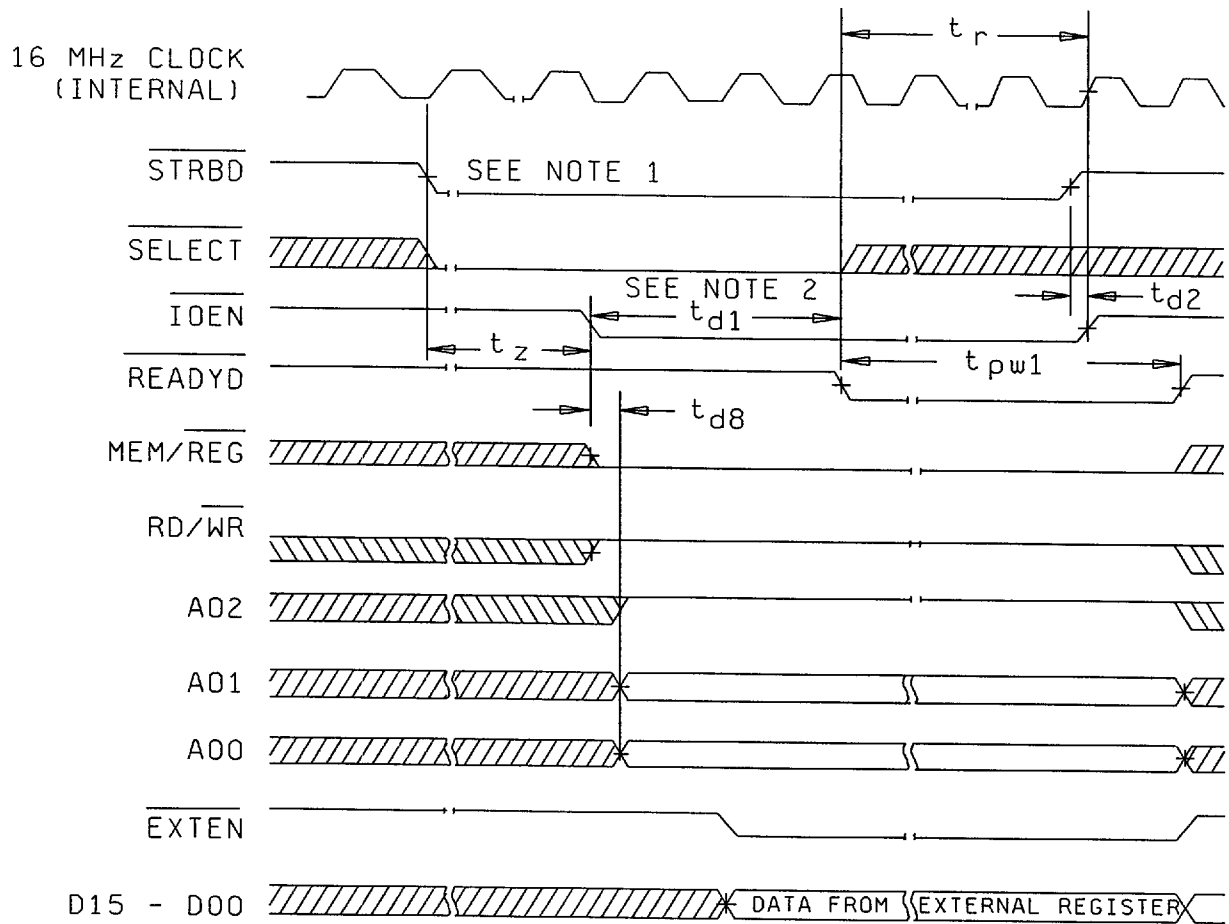 t r
16 MHz CLOCK
(INTERNAL)
STRBD
SEE NOTE 1
SELECT
SEE NOTE 2
IOEN
t d1
t d2
t z
t pw1
READYD
t d8
MEM/REG
RD/WR
A02
A01
A00
EXTEN
D15 - D00
DATA FROM EXTERNAL REGISTER